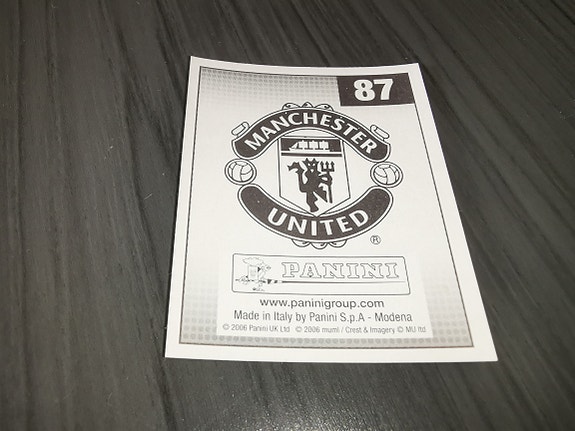 87
MANCHESTER
UNITED
®
PANINI
www.paninigroup.com
Made in Italy by Panini S.p.A - Modena
© 2006 Panini UK Ltd © 2006 muml / Crest & Imagery © MU ltd